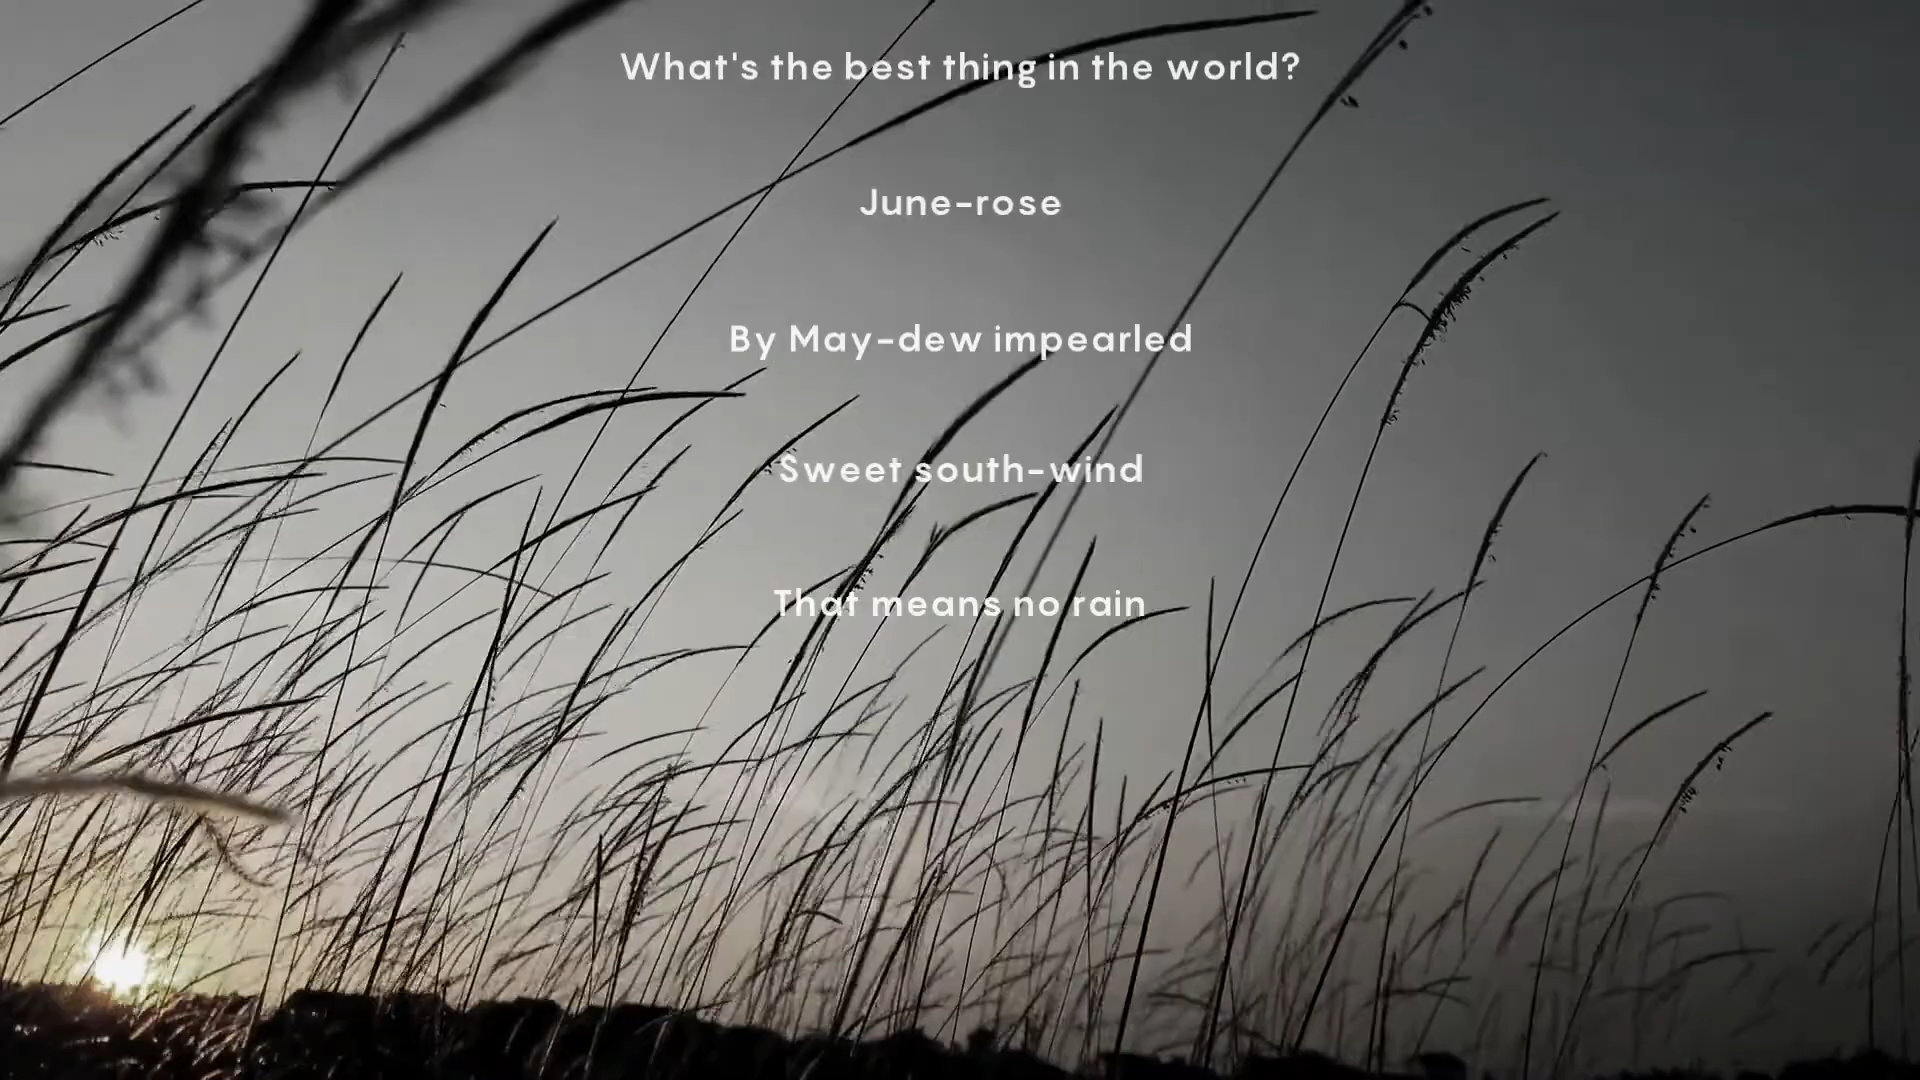 What's the best thing in the world?
June-rose
By May-dew impearled
Sweet south-wind
That means no rain